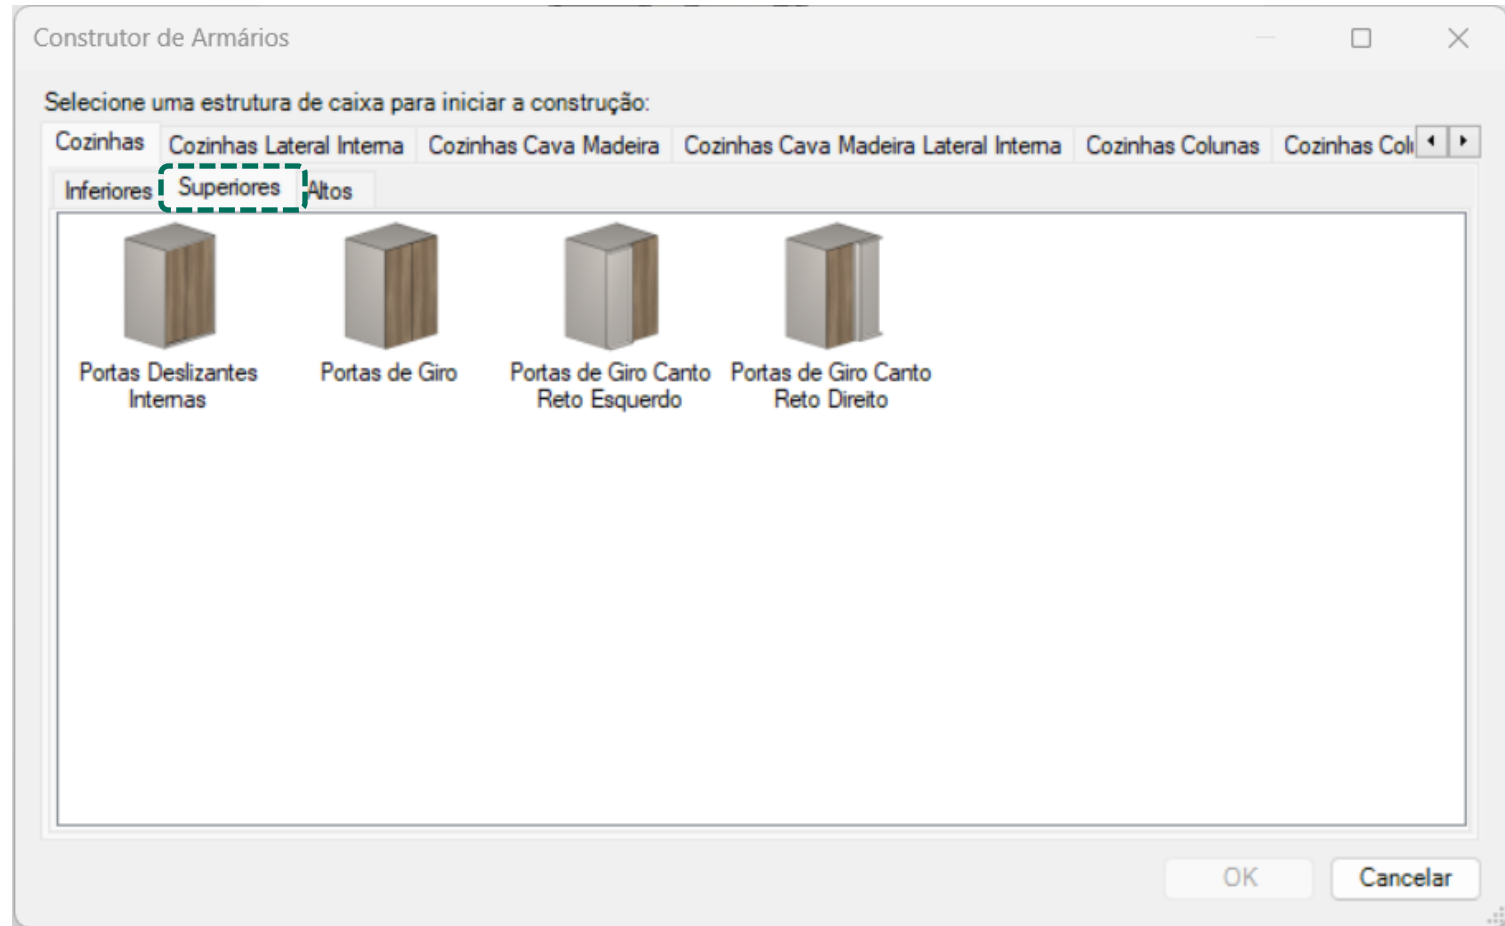 Construtor de Armários
Selecione uma estrutura de caixa para iniciar a construção:
Cozinhas Cozinhas Lateral Interna Cozinhas Cava Madeira Cozinhas Cava Madeira Lateral Interna Cozinhas Colunas Cozinhas Colu
Inferiores Superiores Altos
Portas Deslizantes Portas de Giro Portas de Giro Canto Portas de Giro Canto
Internas Reto Esquerdo Reto Direito
OK Cancelar